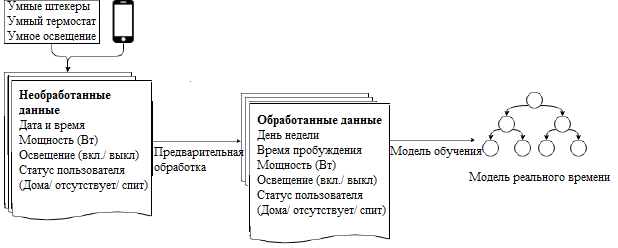 Умные штекеры
Умный термостат
Умное освещение
Необработанные
данные
Дата и время
Мощность (Вт)
Освещение (вкл./ выкл)
Статус пользователя
(Дома/ отсутствует/ спит)
Предварительная
обработка
Обработанные данные
День недели
Время пробуждения
Мощность (Вт)
Освещение (вкл./ выкл)
Статус пользователя
(Дома/ отсутствует/ спит)
Модель обучения
Модель реального времени